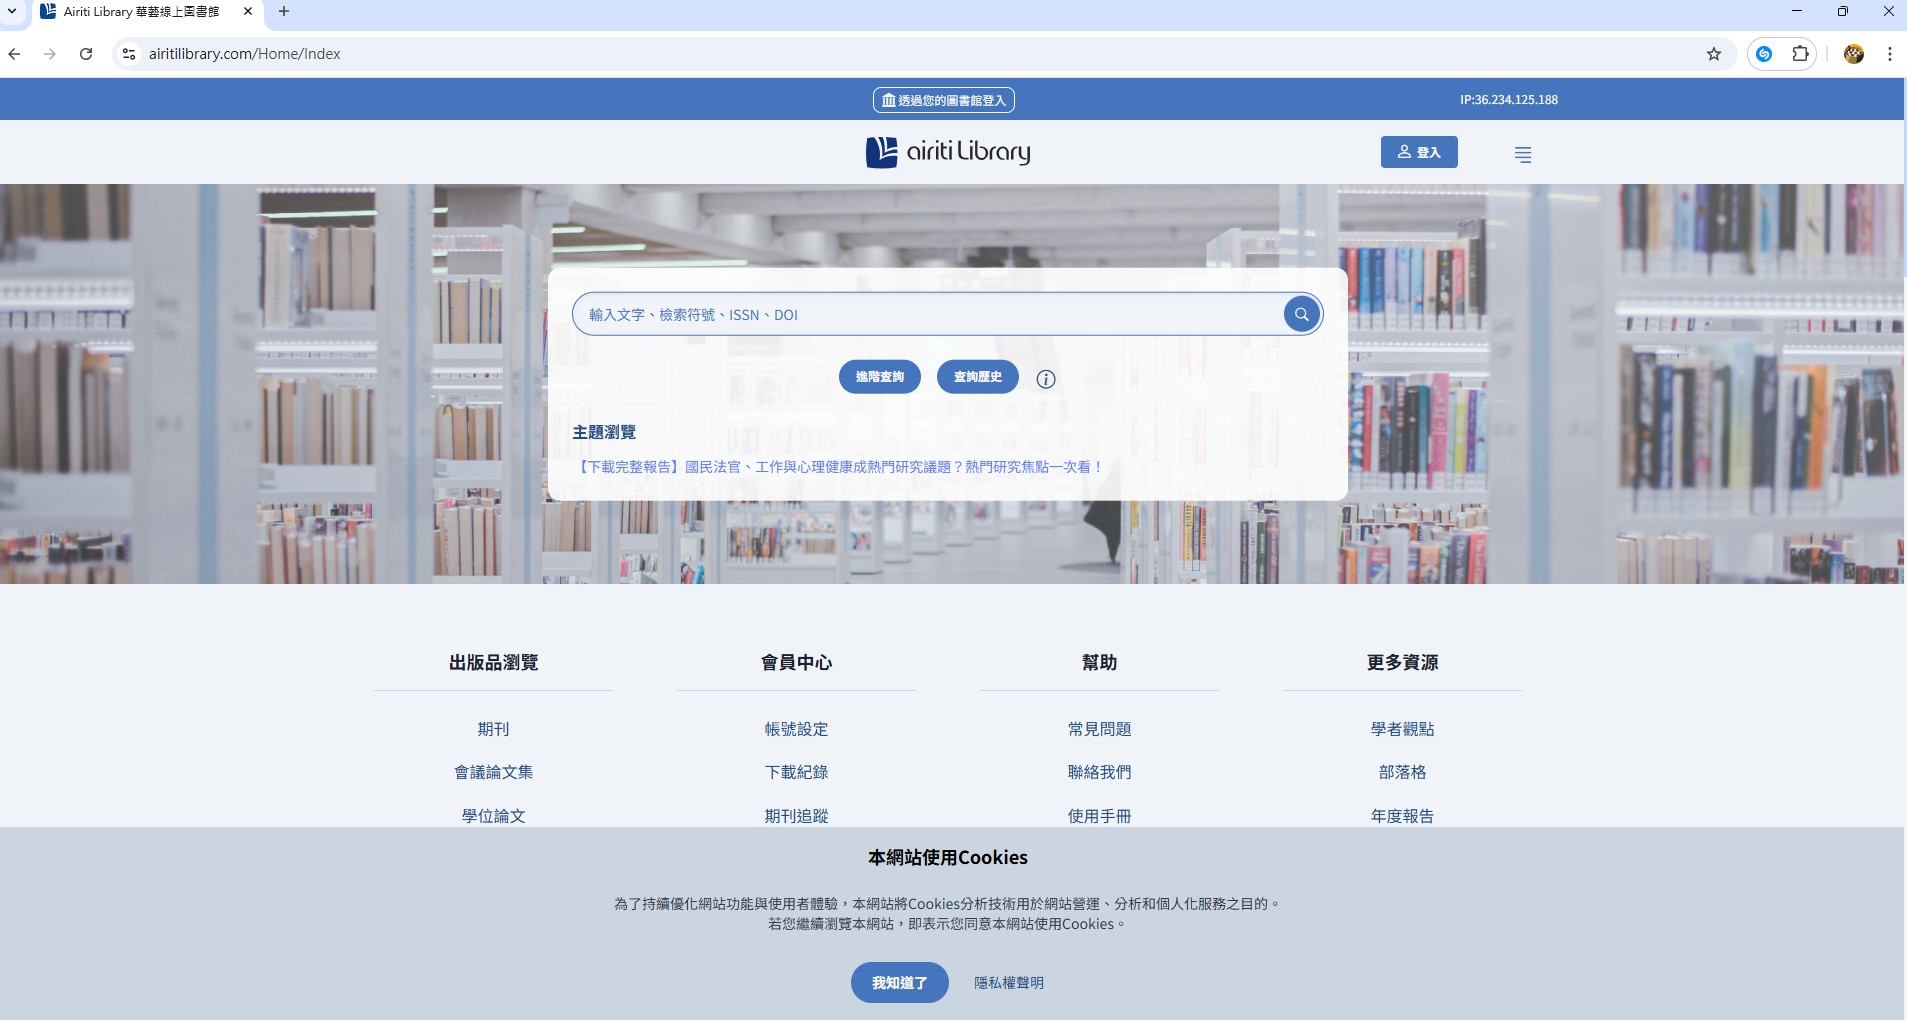 Airiti Library 華藝線上圖書館
airitilibrary.com/Home/Index
透過您的圖書館登入
IP:36.234.125.188
airiti Library
登入
輸入文字、檢索符號、ISSN、DOI
進階查詢 查詢歷史
主題瀏覽
【下載完整報告】國民法官、工作與心理健康成熱門研究議題？熱門研究焦點一次看！
出版品瀏覽 會員中心 幫助 更多資源
期刊 帳號設定 常見問題 學者觀點
會議論文集 下載紀錄 聯絡我們 部落格
學位論文 期刊追蹤 使用手冊 年度報告
本網站使用Cookies
為了持續優化網站功能與使用者體驗，本網站將Cookies分析技術用於網站營運、分析和個人化服務之目的。
若您繼續瀏覽本網站，即表示您同意本網站使用Cookies。
我知道了 隱私權聲明